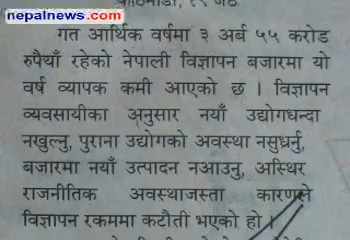 nepalnews.com
गत आर्थिक वर्षमा ३ अर्ब ५५ करोड
रुपैयाँ रहेको नेपाली विज्ञापन बजारमा यो
वर्ष व्यापक कमी आएको छ । विज्ञापन
व्यवसायीका अनुसार नयाँ उद्योगधन्दा
नखुल्नु, पुराना उद्योगको अवस्था नसुध्रर्नु,
बजारमा नयाँ उत्पादन नआउनु, अस्थिर
राजनीतिक अवस्थाजस्ता कारणले
विज्ञापन रकममा कटौती भएको हो ।